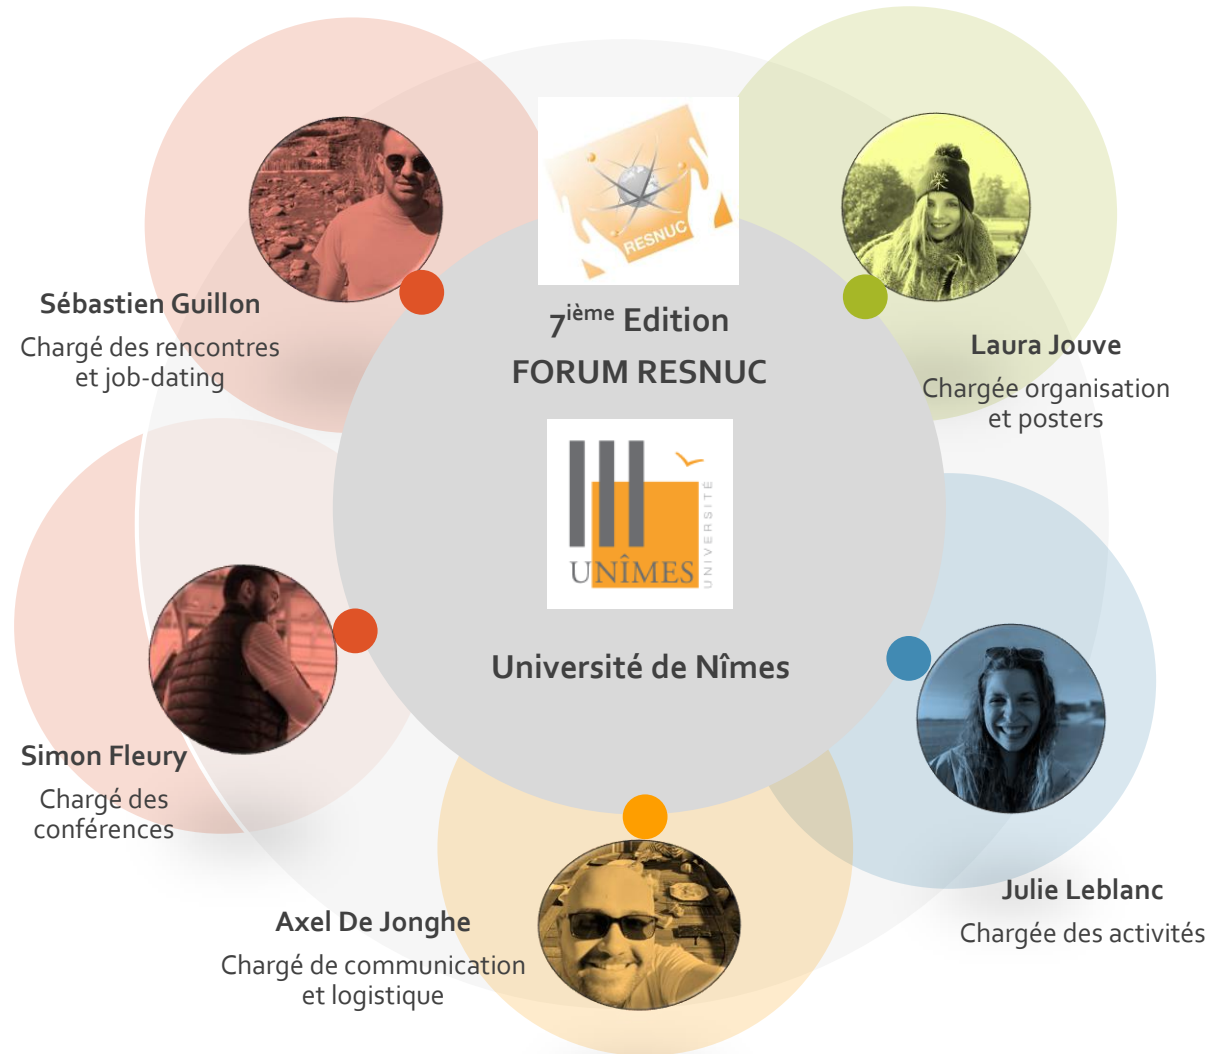 RESNUC
7ième Edition
FORUM RESNUC
UNÎMES
UNIVERSITÉ
Université de Nîmes
Sébastien Guillon
Chargé des rencontres
et job-dating
榮
Laura Jouve
Chargée organisation
et posters
Simon Fleury
Chargé des
conférences
Julie Leblanc
Chargée des activités
Axel De Jonghe
Chargé de communication
et logistique